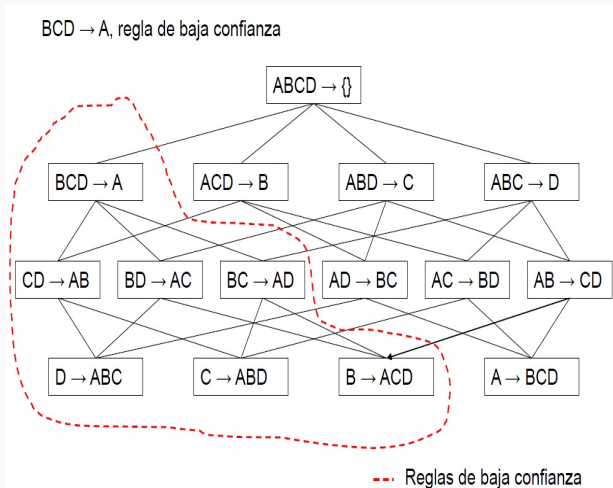 BCD → A, regla de baja confianza
ABCD → {}
BCD → A
ACD → B
ABD → C
ABC → D
CD → AB
BD → AC
BC → AD
AD → BC
AC → BD
AB → CD
D → ABC
C → ABD
B → ACD
A → BCD
Reglas de baja confianza